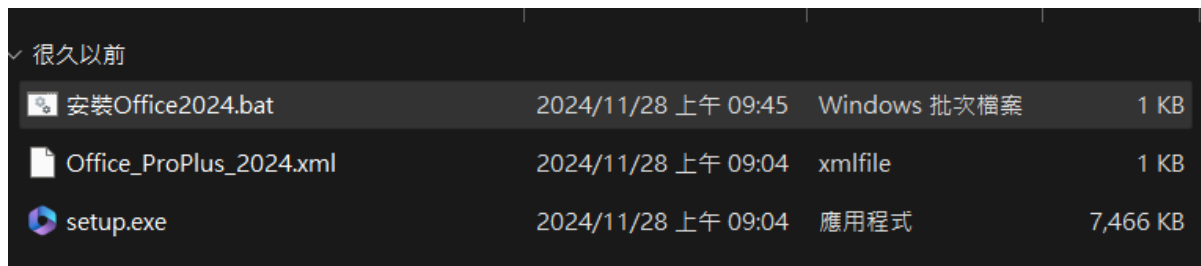 很久以前
安裝Office2024.bat 2024/11/28 上午 09:45 Windows 批次檔案 1 KB
Office_ProPlus_2024.xml 2024/11/28 上午 09:04 xmlfile 1 KB
setup.exe 2024/11/28 上午 09:04 應用程式 7,466 KB